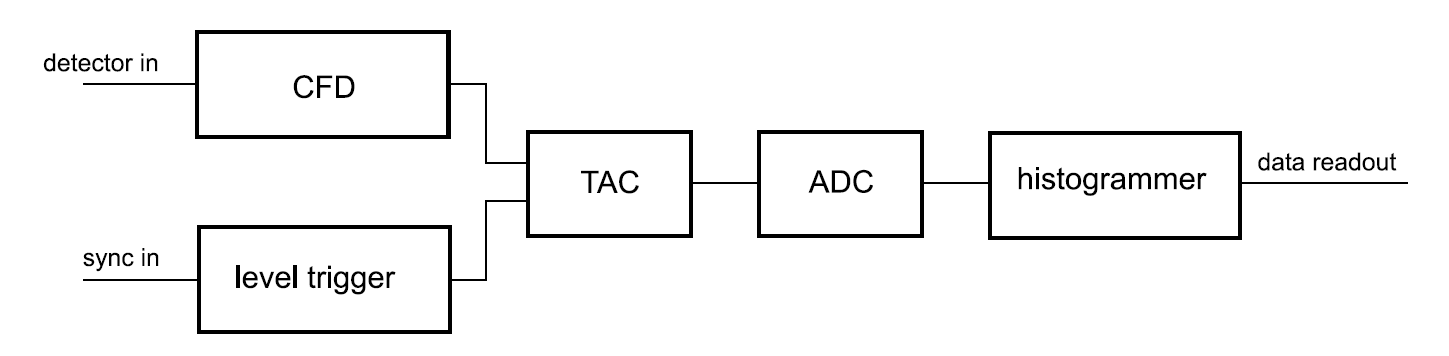 detector in
CFD
TAC
ADC
histogrammer
data readout
sync in
level trigger